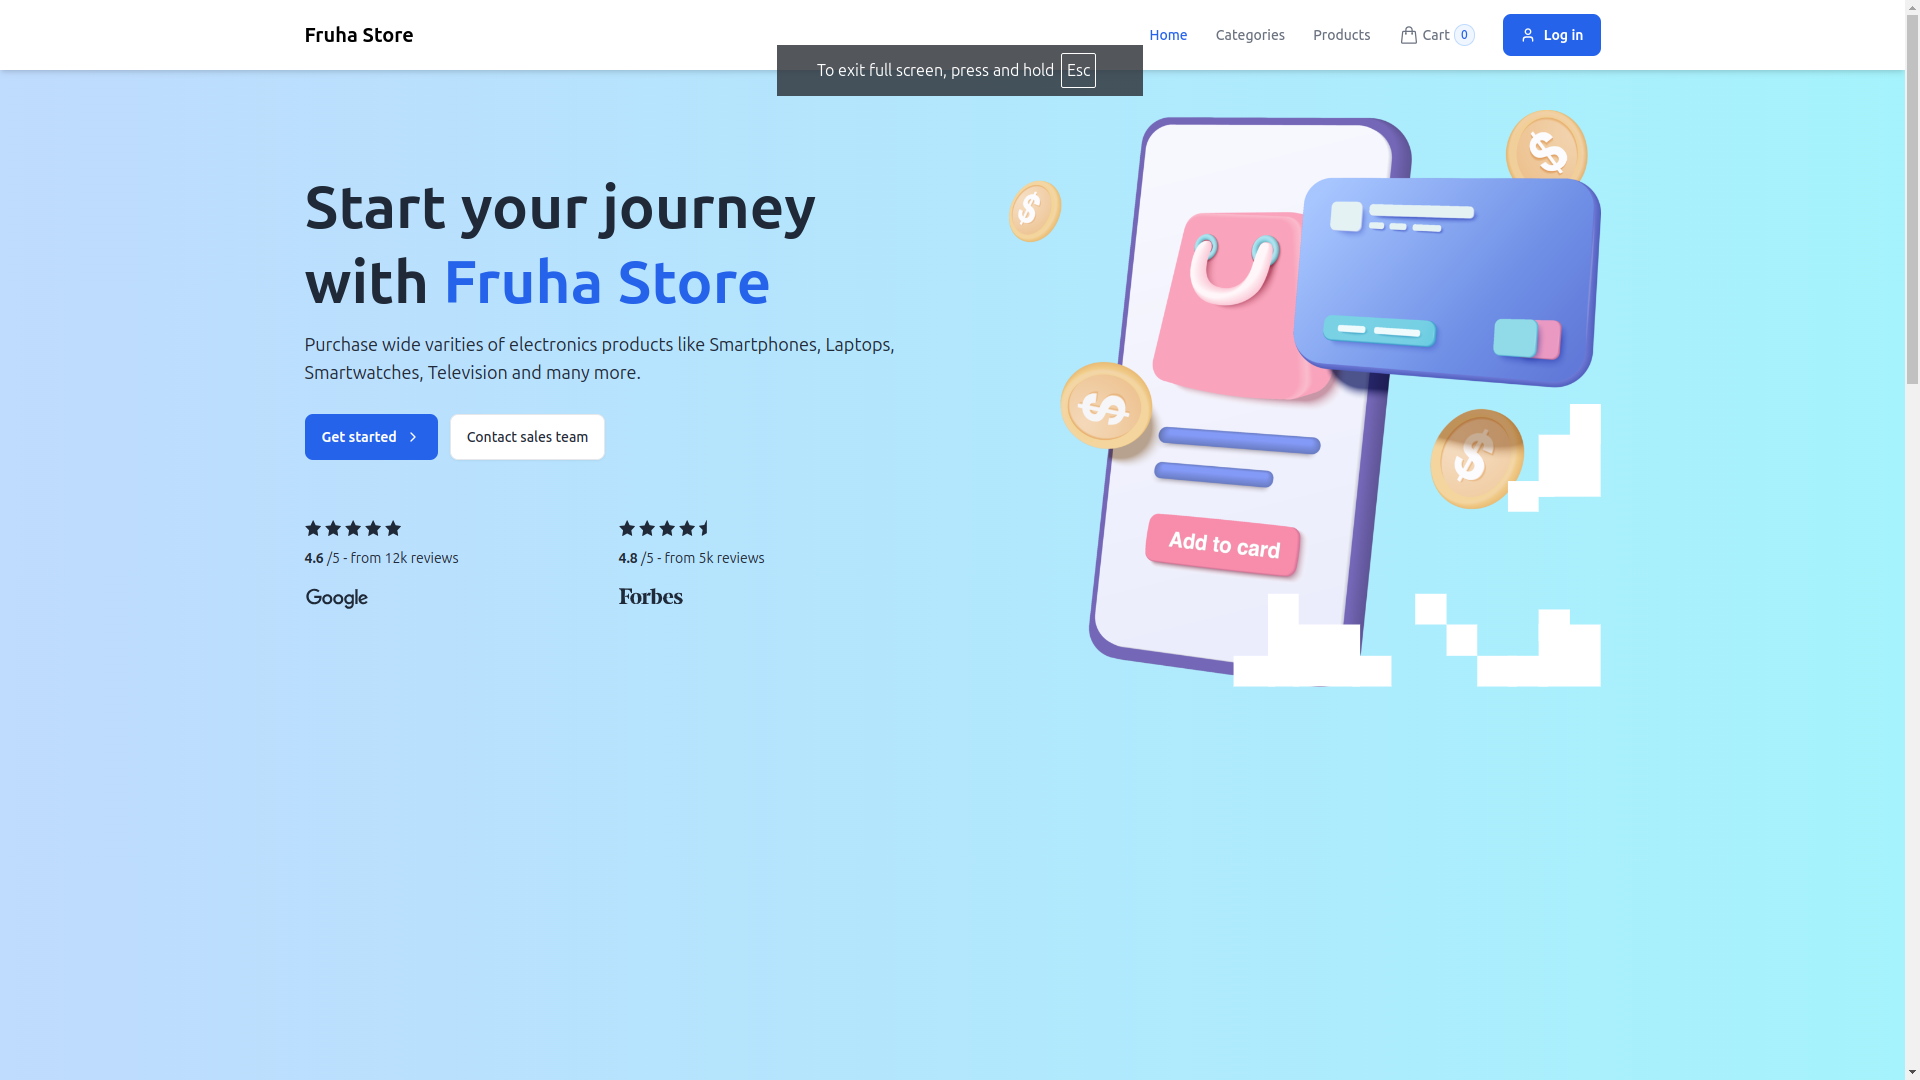 Fruha Store
Home
Categories
Products
Cart 0
Log in
To exit full screen, press and hold Esc
Start your journey
with Fruha Store
Purchase wide varities of electronics products like Smartphones, Laptops,
Smartwatches, Television and many more.
Get started
Contact sales team
4.6 /5 - from 12k reviews
4.8 /5 - from 5k reviews
Google
Forbes
Add to card